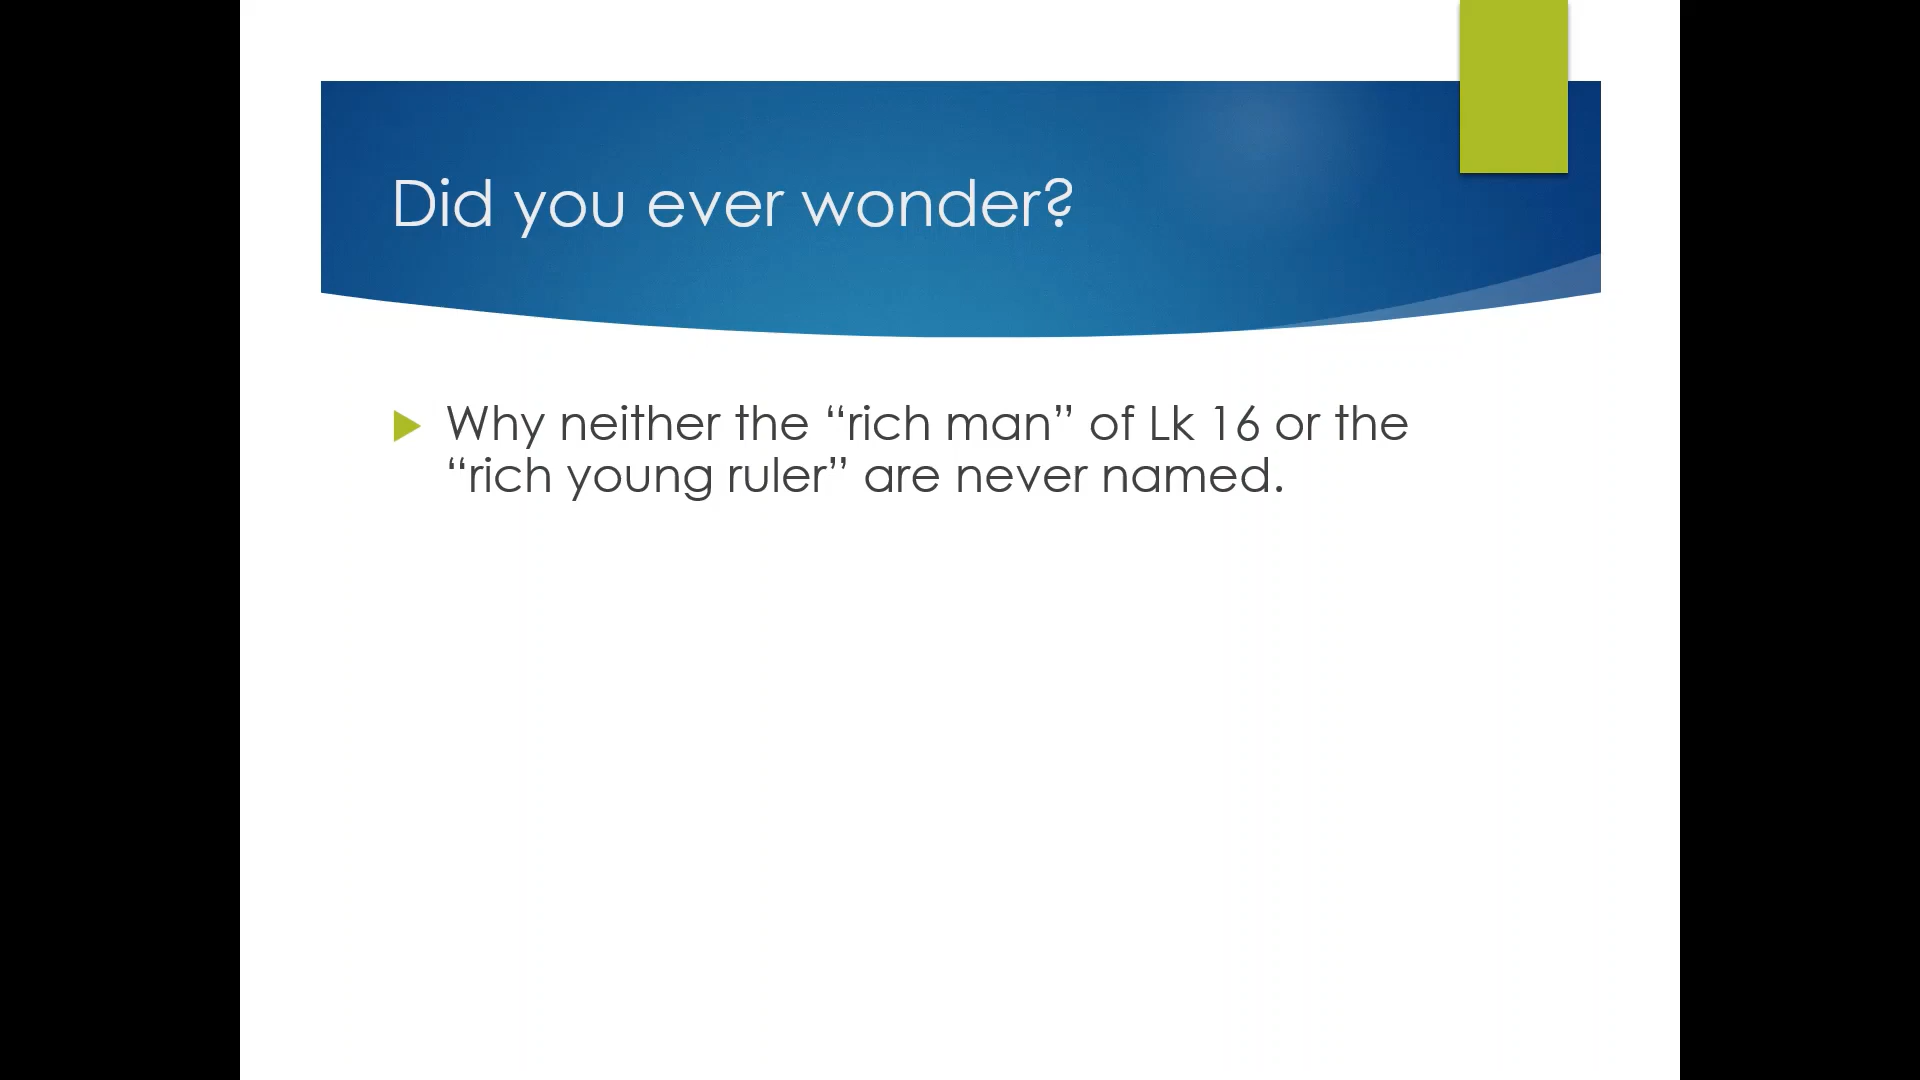 Did you ever wonder?
Why neither the “rich man” of Lk 16 or the
“rich young ruler” are never named.